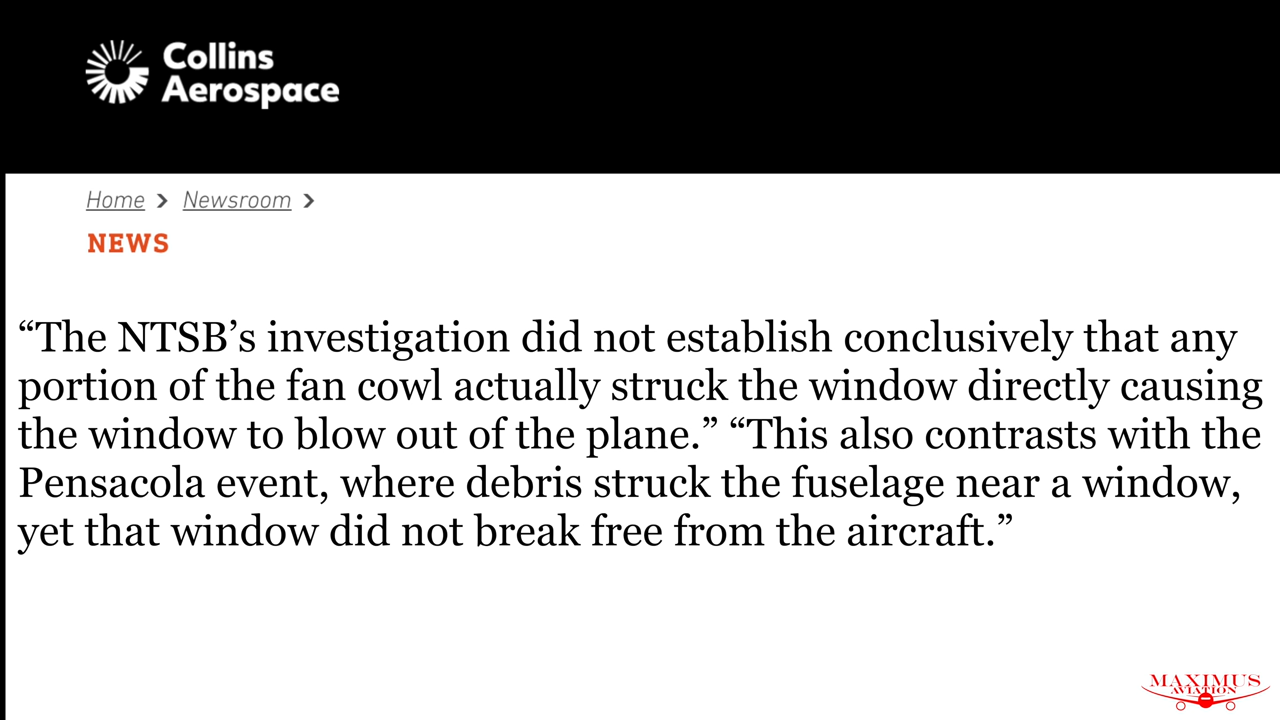 Collins
Aerospace
Home > Newsroom >
NEWS
“The NTSB’s investigation did not establish conclusively that any
portion of the fan cowl actually struck the window directly causing
the window to blow out of the plane.” “This also contrasts with the
Pensacola event, where debris struck the fuselage near a window,
yet that window did not break free from the aircraft.”
MAXIMUS
AVIATION